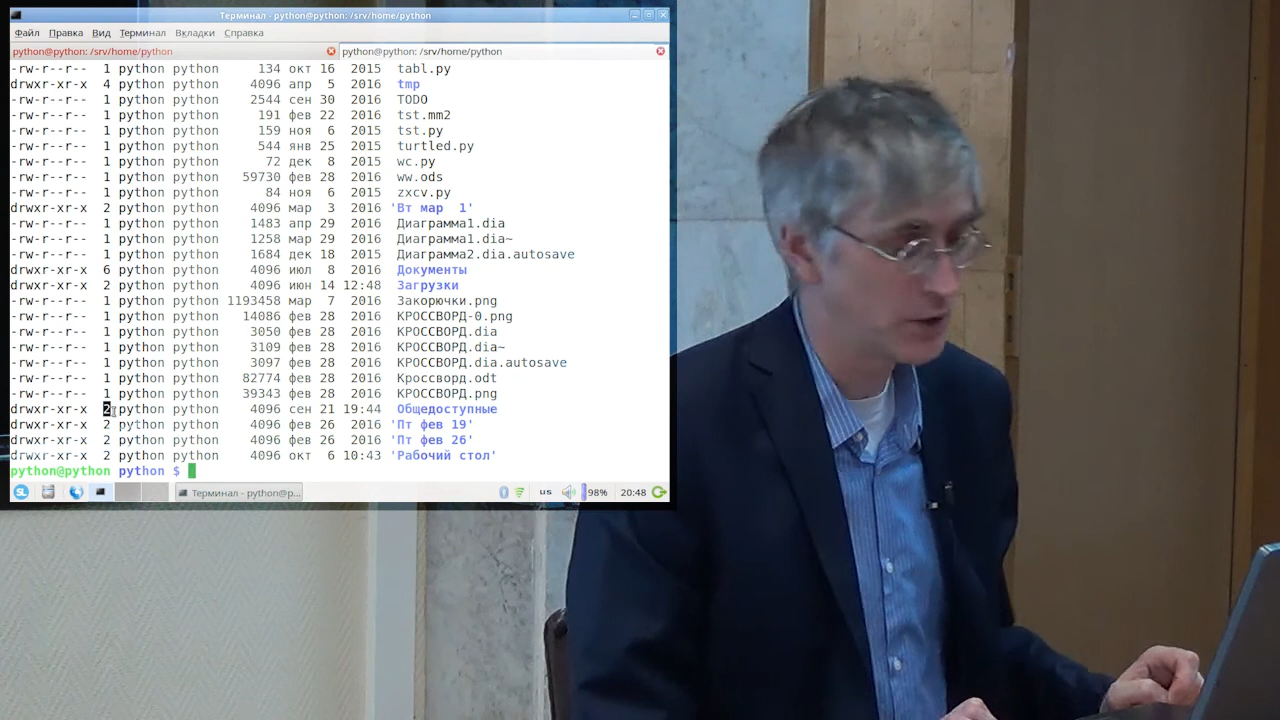 Терминал - python@python: /srv/home/python
Файл Правка Вид Терминал Вкладки Справка
python@python: /srv/home/python python@python: /srv/home/python
-rw-r--r-- 1 python python 134 окт 16 2015 tabl.py
drwxr-xr-x 4 python python 4096 апр 5 2016 tmp
-rw-r--r-- 1 python python 2544 сен 30 2016 TODO
-rw-r--r-- 1 python python 191 фев 22 2016 tst.mm2
-rw-r--r-- 1 python python 159 ноя 6 2015 tst.py
-rw-r--r-- 1 python python 544 янв 25 2016 turtled.py
-rw-r--r-- 1 python python 72 дек 8 2016 wc.py
-rw-r--r-- 1 python python 59730 фев 28 2016 ww.ods
-rw-r--r-- 1 python python 84 ноя 6 2015 zxcv.py
drwxr-xr-x 2 python python 4096 мар 3 2016 'Вт мар  1'
-rw-r--r-- 1 python python 1483 апр 29 2016 Диаграмма1.dia
-rw-r--r-- 1 python python 1258 мар 29 2016 Диаграмма1.dia~
-rw-r--r-- 1 python python 1684 дек 18 2015 Диаграмма2.dia.autosave
drwxr-xr-x 6 python python 4096 июл 8 2016 Документы
drwxr-xr-x 2 python python 4096 июн 14 12:48 Загрузки
-rw-r--r-- 1 python python 1193458 мар 7 2016 Закорючки.png
-rw-r--r-- 1 python python 14086 фев 28 2016 КРОССВОРД-0.png
-rw-r--r-- 1 python python 3050 фев 28 2016 КРОССВОРД.dia
-rw-r--r-- 1 python python 3109 фев 28 2016 КРОССВОРД.dia~
-rw-r--r-- 1 python python 3097 фев 28 2016 КРОССВОРД.dia.autosave
-rw-r--r-- 1 python python 82774 фев 28 2016 Кроссворд.odt
-rw-r--r-- 1 python python 39343 фев 28 2016 КРОССВОРД.png
drwxr-xr-x 2 python python 4096 сен 21 19:44 Общедоступные
drwxr-xr-x 2 python python 4096 фев 26 2016 'Пт фев 19'
drwxr-xr-x 2 python python 4096 фев 26 2016 'Пт фев 26'
drwxr-xr-x 2 python python 4096 окт 6 10:43 'Рабочий стол'
python@python python $
Терминал - python@p... us 98% 20:48